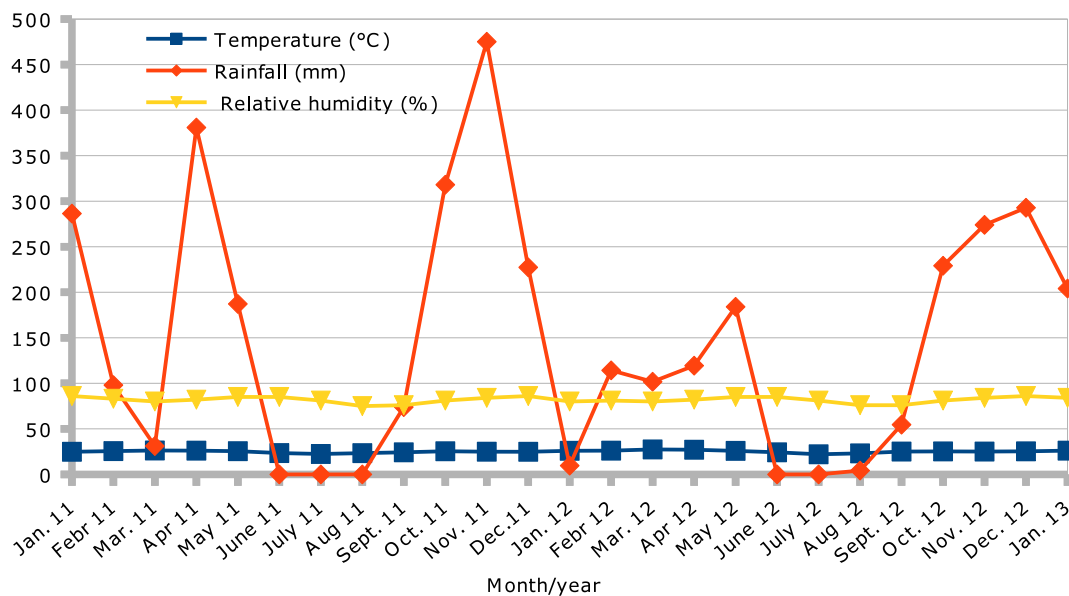 500
450
400
350
300
250
200
150
100
50
0
Temperature (°C)
Rainfall (mm)
Relative humidity (%)
Jan. 11
Febr 11
Mar. 11
Apr 11
May 11
June 11
July 11
Aug 11
Sept. 11
Oct. 11
Nov. 11
Dec.11
Jan. 12
Febr 12
Mar. 12
Apr 12
May 12
June 12
July 12
Aug 12
Sept. 12
Oct. 12
Nov. 12
Dec. 12
Jan. 13
Month/year